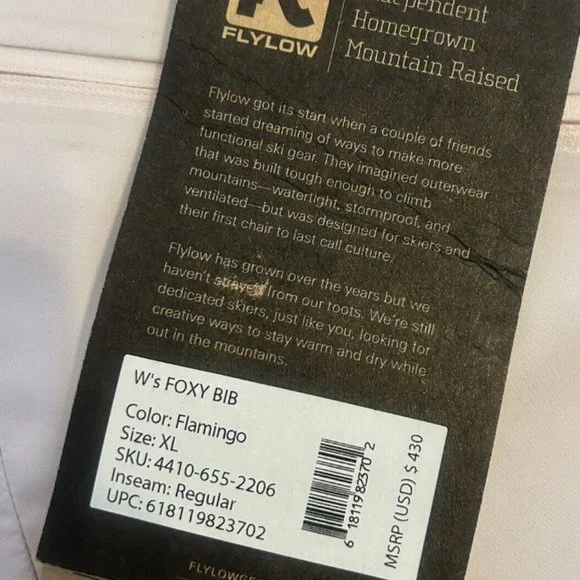 FLYLOW
Independent
Homegrown
Mountain Raised
Flylow got its start when a couple of friends
started dreaming of ways to make more
functional ski gear. They imagined outerwear
that was built tough enough to climb
mountains—watertight, stormproof, and
ventilated—but was designed for skiers and
their first chair to last call culture.
Flylow has grown over the years but we
haven't strayed from our roots. We're still
dedicated skiers, just like you, looking for
creative ways to stay warm and dry while
out in the mountains.
W's FOXY BIB
Color: Flamingo
Size: XL
SKU: 4410-655-2206
Inseam: Regular
UPC: 618119823702
6 18119 82370 2
MSRP (USD) $ 430